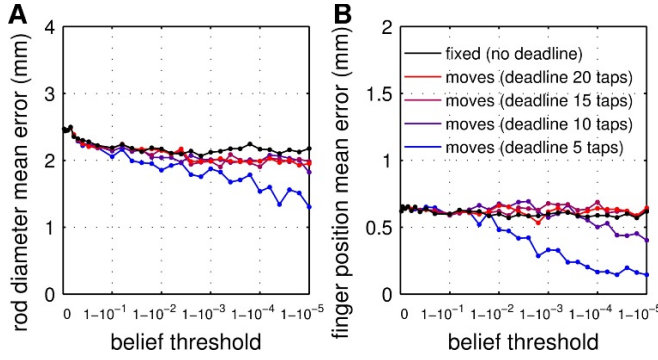 A
B
rod diameter mean error (mm)
4
3
2
1
0
0 1−10⁻¹ 1−10⁻² 1−10⁻³ 1−10⁻⁴ 1−10⁻⁵
belief threshold
finger position mean error (mm)
2
1.5
1
0.5
0
fixed (no deadline)
moves (deadline 20 taps)
moves (deadline 15 taps)
moves (deadline 10 taps)
moves (deadline 5 taps)
0 1−10⁻¹ 1−10⁻² 1−10⁻³ 1−10⁻⁴ 1−10⁻⁵
belief threshold